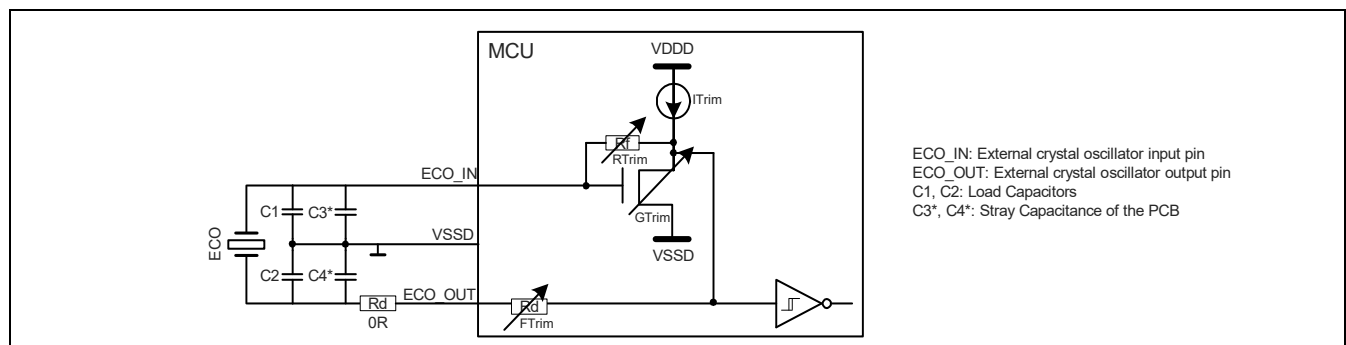 MCU
VDDD
ITrim
Rf
RTrim
ECO_IN
GTrim
C1
C3*
VSSD
VSSD
ECO
C2
C4*
ECO_OUT
Rd
0R
Rd
FTrim
ECO_IN: External crystal oscillator input pin
ECO_OUT: External crystal oscillator output pin
C1, C2: Load Capacitors
C3*, C4*: Stray Capacitance of the PCB